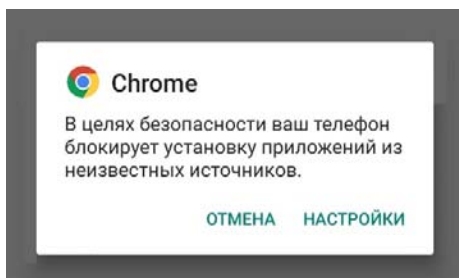 Chrome
В целях безопасности ваш телефон
блокирует установку приложений из
неизвестных источников.
ОТМЕНА НАСТРОЙКИ